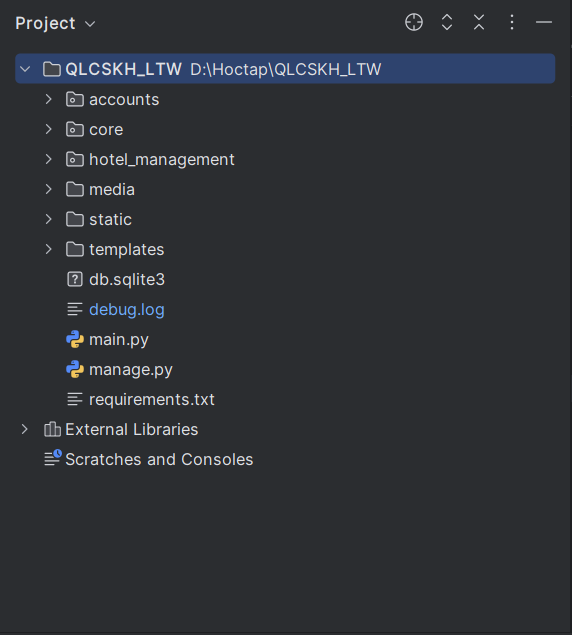 Project
QLCSKH_LTW D:\Hoctap\QLCSKH_LTW
accounts
core
hotel_management
media
static
templates
db.sqlite3
debug.log
main.py
manage.py
requirements.txt
External Libraries
Scratches and Consoles